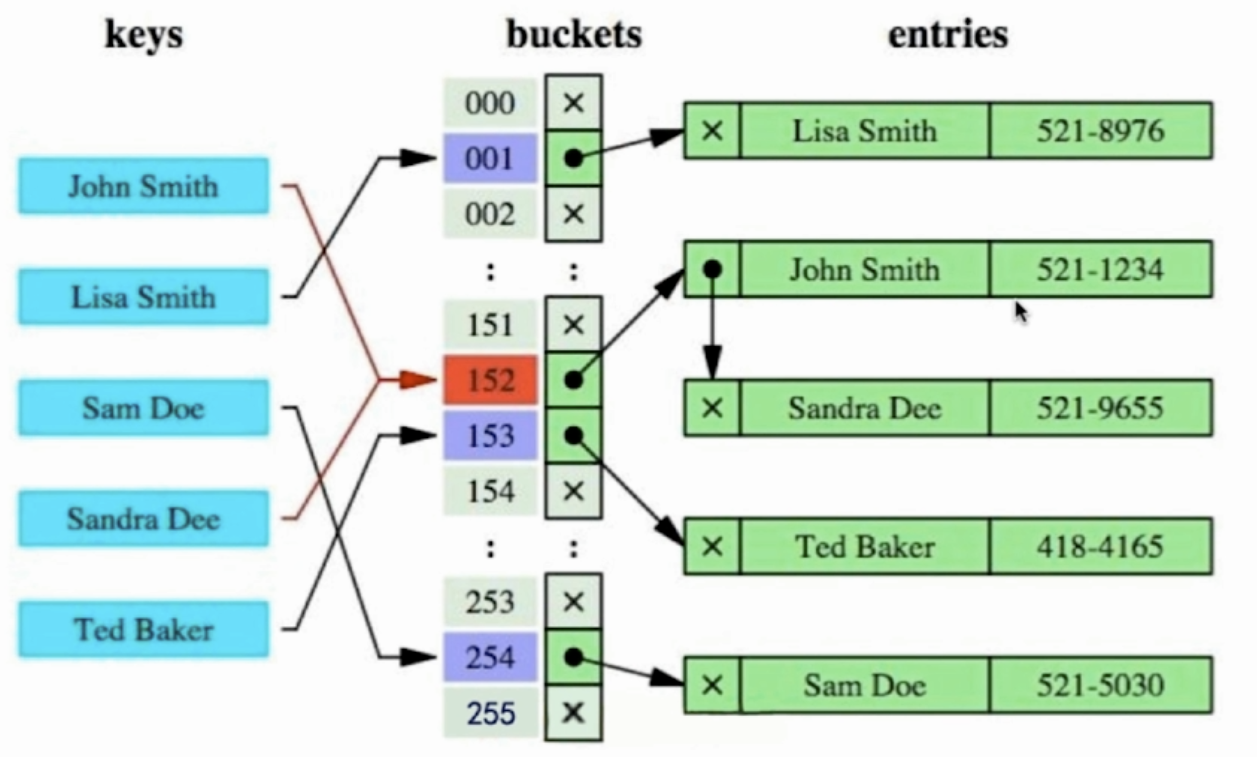 keys
buckets
entries
John Smith
Lisa Smith
Sam Doe
Sandra Dee
Ted Baker
000 ×
001
002 ×
: :
151 ×
152
153
154 ×
: :
253 ×
254
255 ×
× Lisa Smith 521-8976
John Smith 521-1234
× Sandra Dee 521-9655
× Ted Baker 418-4165
× Sam Doe 521-5030